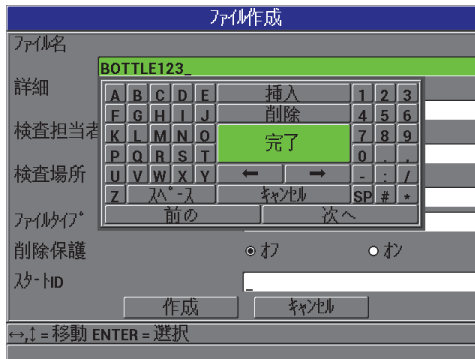 ファイル作成
ファイル名
BOTTLE123_
詳細
検査担当者
検査場所
ファイルタイプ
削除保護
オフ オン
スタートID
_
A B C D E 挿入 1 2 3
F G H I J 削除 4 5 6
K L M N O 完了 7 8 9
P Q R S T 0 . ,
U V W X Y ← → - : /
Z スペース キャンセル SP # *
前の 次へ
作成 キャンセル
↔,↕ = 移動 ENTER = 選択